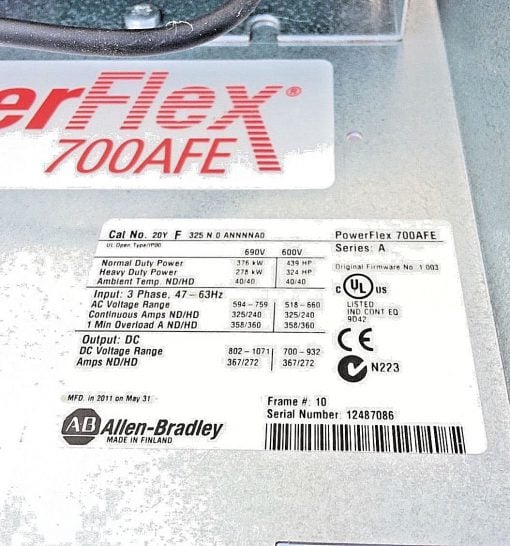 erFlex®
700AFE
Cat No. 20Y F 325 N 0 ANNNNA0
UL Open Type/IP00
690V 600V
Normal Duty Power 376 kW 439 HP
Heavy Duty Power 278 kW 324 HP
Ambient Temp. ND/HD 40/40 40/40
Input: 3 Phase, 47-63Hz
AC Voltage Range 594-759 518-660
Continuous Amps ND/HD 325/240 325/240
1 Min Overload A ND/HD 358/360 358/360
Output: DC
DC Voltage Range 802-1071 700-932
Amps ND/HD 367/272 367/272
MFD. in 2011 on May 31
AB Allen-Bradley
MADE IN FINLAND
PowerFlex 700AFE
Series: A
Original Firmware No. 1.003
C UL US
LISTED
IND CONT EQ
9D42
CE
N223
Frame #: 10
Serial Number: 12487086